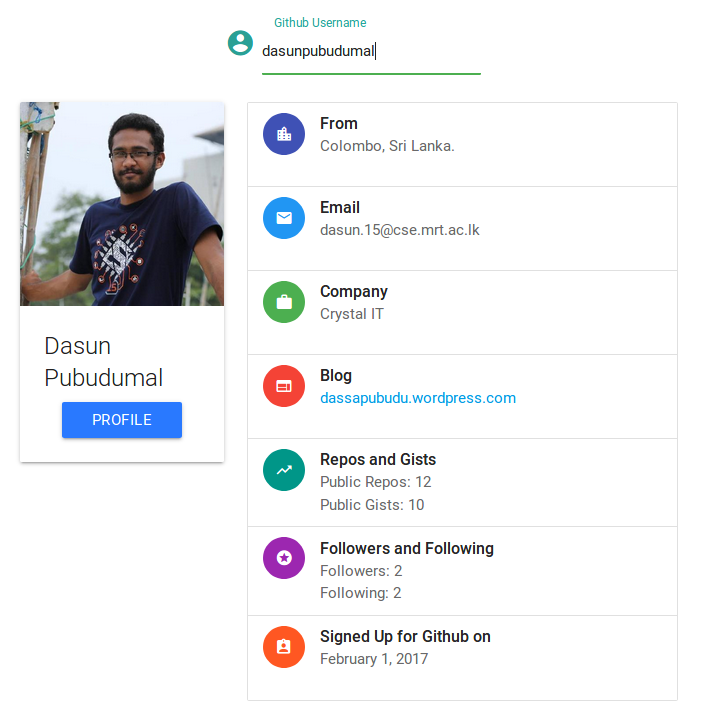 Github Username
dasunpubudumal
Dasun
Pubudumal
PROFILE
From
Colombo, Sri Lanka.
Email
dasun.15@cse.mrt.ac.lk
Company
Crystal IT
Blog
dassapubudu.wordpress.com
Repos and Gists
Public Repos: 12
Public Gists: 10
Followers and Following
Followers: 2
Following: 2
Signed Up for Github on
February 1, 2017